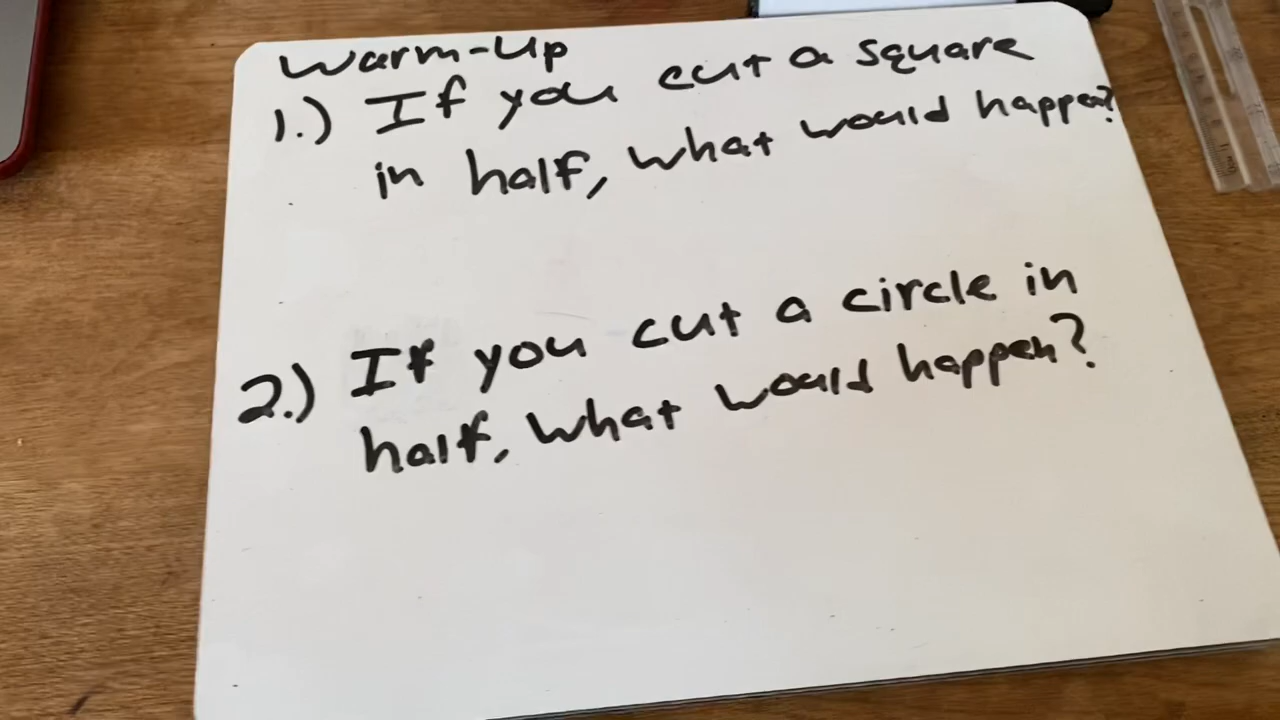 Warm-Up
1.) If you cut a square
in half, what would happen?
2.) If you cut a circle in
half, what would happen?